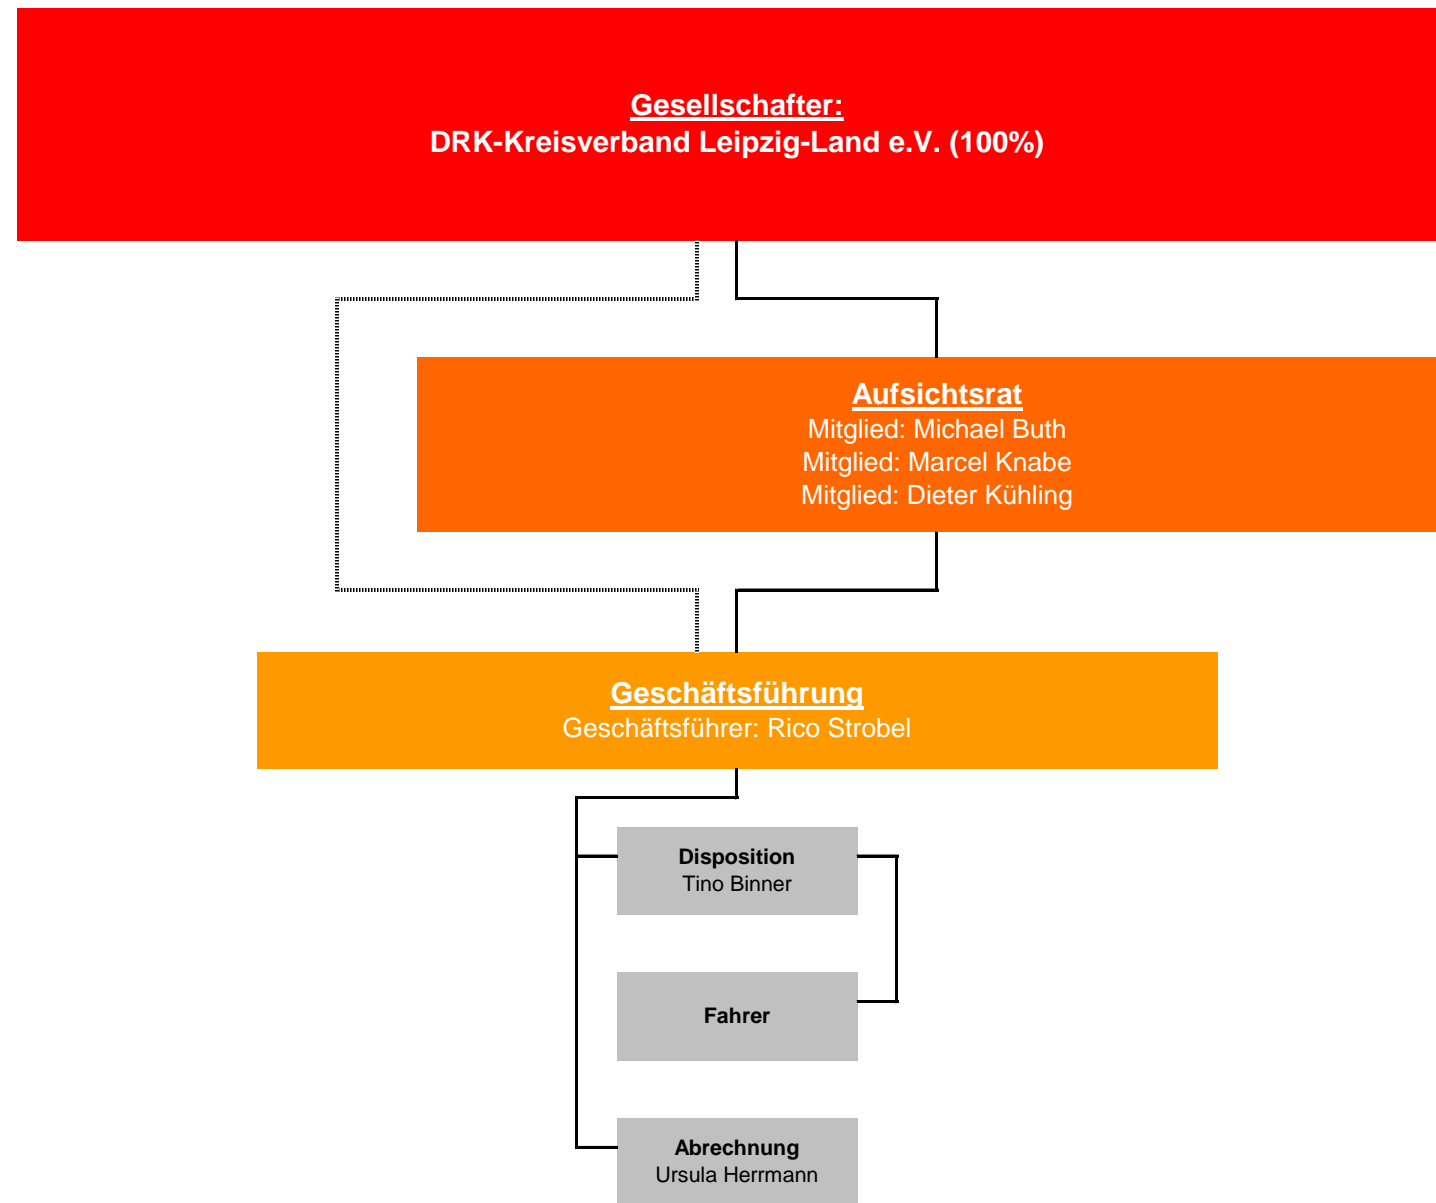 Gesellschafter:
DRK-Kreisverband Leipzig-Land e.V. (100%)
Aufsichtsrat
Mitglied: Michael Buth
Mitglied: Marcel Knabe
Mitglied: Dieter Kühling
Geschäftsführung
Geschäftsführer: Rico Strobel
Disposition
Tino Binner
Fahrer
Abrechnung
Ursula Herrmann